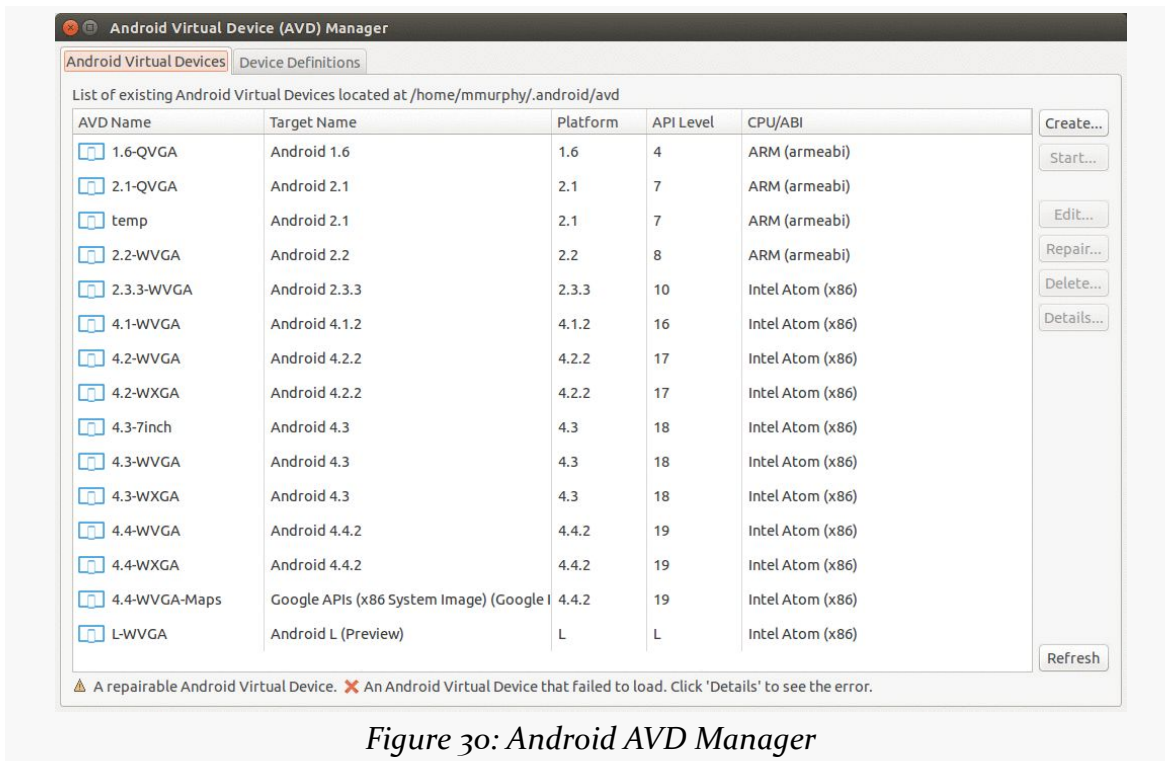 Android Virtual Device (AVD) Manager
Android Virtual Devices Device Definitions
List of existing Android Virtual Devices located at /home/mmurphy/.android/avd
AVD Name Target Name Platform API Level CPU/ABI Create...
1.6-QVGA Android 1.6 1.6 4 ARM (armeabi) Start...
2.1-QVGA Android 2.1 2.1 7 ARM (armeabi)
temp Android 2.1 2.1 7 ARM (armeabi) Edit...
2.2-WVGA Android 2.2 2.2 8 ARM (armeabi) Repair...
2.3.3-WVGA Android 2.3.3 2.3.3 10 Intel Atom (x86) Delete...
4.1-WVGA Android 4.1.2 4.1.2 16 Intel Atom (x86) Details...
4.2-WVGA Android 4.2.2 4.2.2 17 Intel Atom (x86)
4.2-WXGA Android 4.2.2 4.2.2 17 Intel Atom (x86)
4.3-7inch Android 4.3 4.3 18 Intel Atom (x86)
4.3-WVGA Android 4.3 4.3 18 Intel Atom (x86)
4.3-WXGA Android 4.3 4.3 18 Intel Atom (x86)
4.4-WVGA Android 4.4.2 4.4.2 19 Intel Atom (x86)
4.4-WXGA Android 4.4.2 4.4.2 19 Intel Atom (x86)
4.4-WVGA-Maps Google APIs (x86 System Image) (Google 4.4.2 19 Intel Atom (x86)
L-WVGA Android L (Preview) L L Intel Atom (x86)
Refresh
A repairable Android Virtual Device. An Android Virtual Device that failed to load. Click 'Details' to see the error.
Figure 30: Android AVD Manager